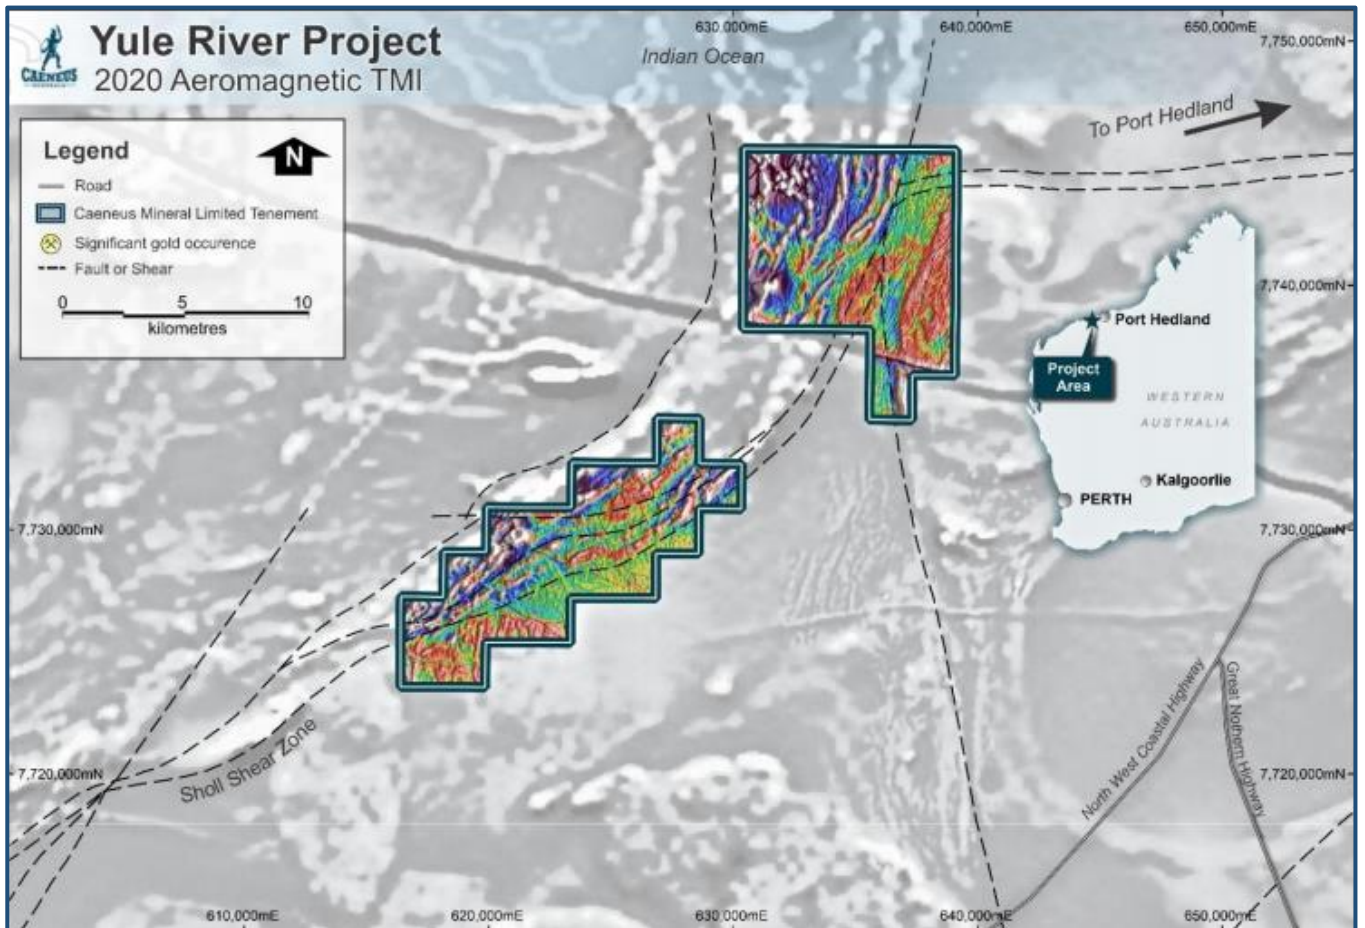 CAENEUS
Yule River Project
2020 Aeromagnetic TMI
630,000mE
640,000mE
650,000mE
7,750,000mN
Indian Ocean
To Port Hedland
Legend
N
Road
Caeneus Mineral Limited Tenement
Significant gold occurence
Fault or Shear
0 5 10
kilometres
7,740,000mN
Port Hedland
Project
Area
WESTERN
AUSTRALIA
Kalgoorlie
PERTH
7,730,000mN
7,730,000mN
North West Coastal Highway
Great Nothern Highway
Sholl Shear Zone
7,720,000mN
7,720,000mN
610,000mE
620,000mE
630,000mE
640,000mE
650,000mE